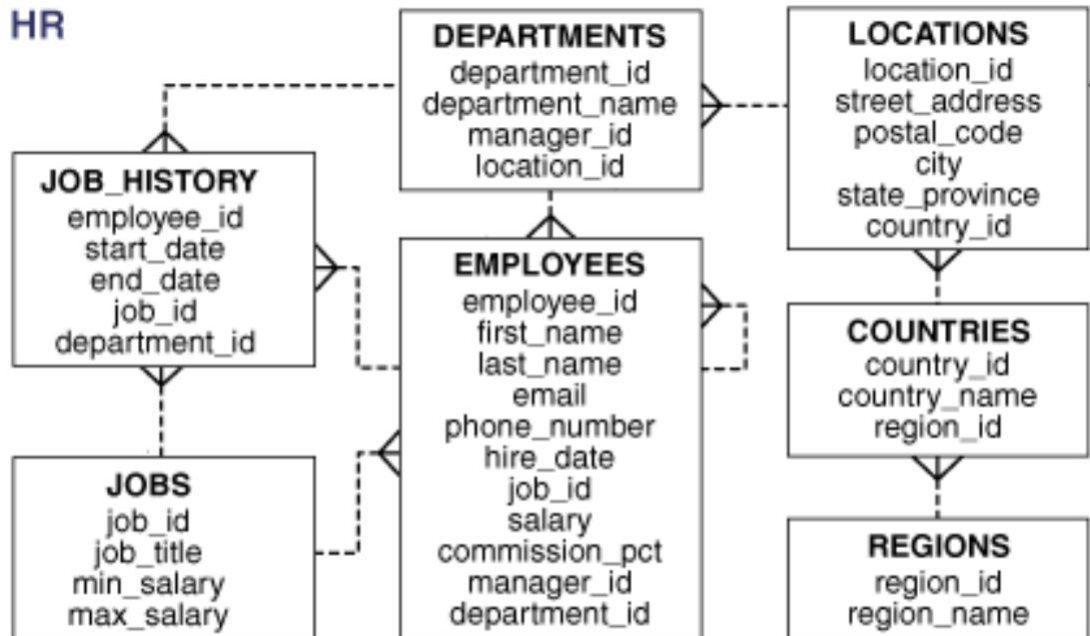 HR
DEPARTMENTS
department_id
department_name
manager_id
location_id
LOCATIONS
location_id
street_address
postal_code
city
state_province
country_id
JOB_HISTORY
employee_id
start_date
end_date
job_id
department_id
EMPLOYEES
employee_id
first_name
last_name
email
phone_number
hire_date
job_id
salary
commission_pct
manager_id
department_id
COUNTRIES
country_id
country_name
region_id
JOBS
job_id
job_title
min_salary
max_salary
REGIONS
region_id
region_name